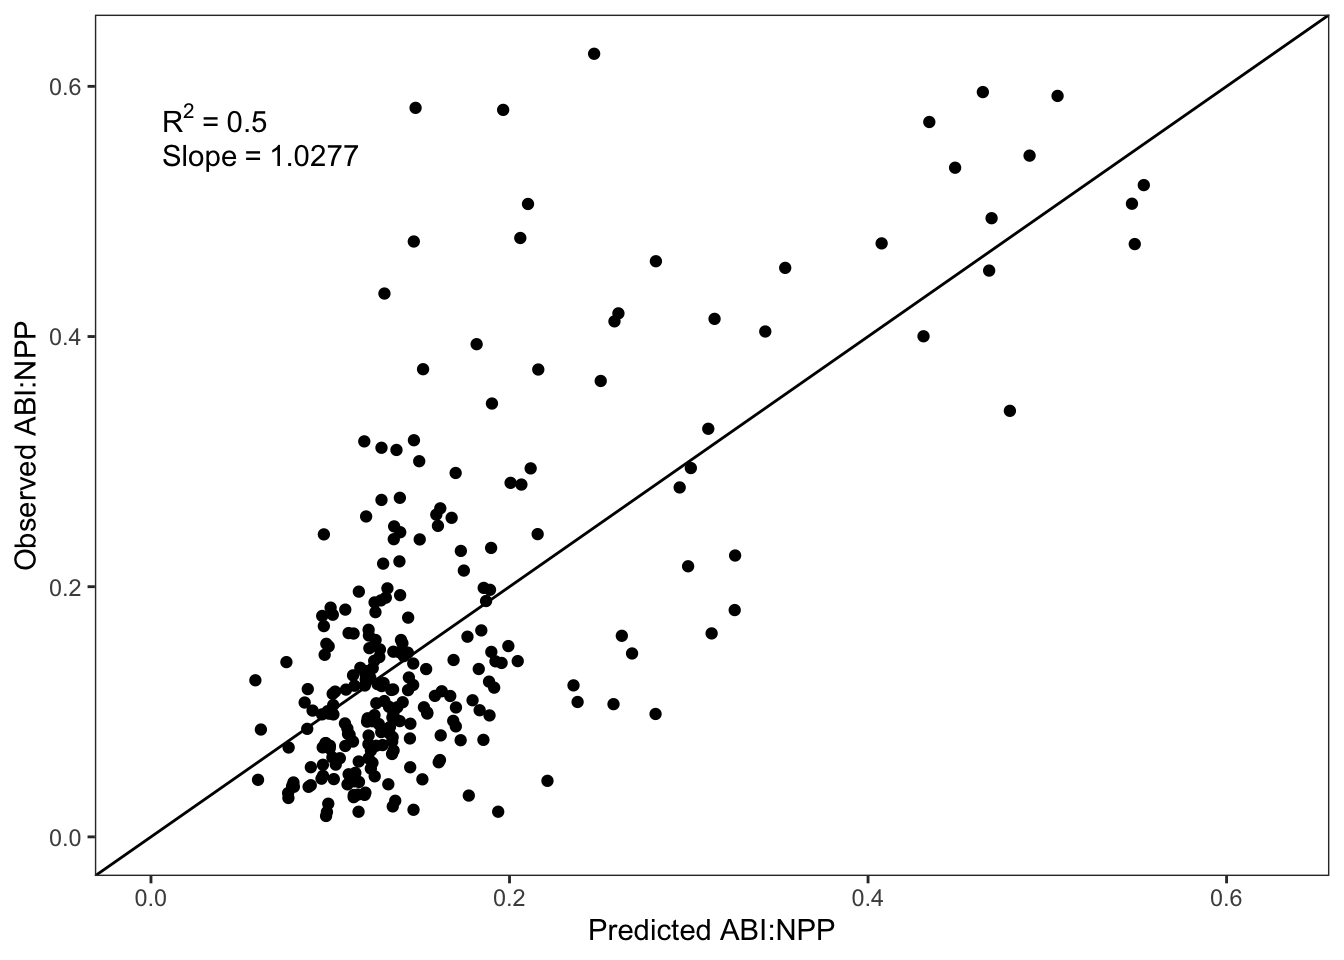 R² = 0.5
Slope = 1.0277
Observed ABI:NPP
0.6
0.4
0.2
0.0
0.0 0.2 0.4 0.6
Predicted ABI:NPP